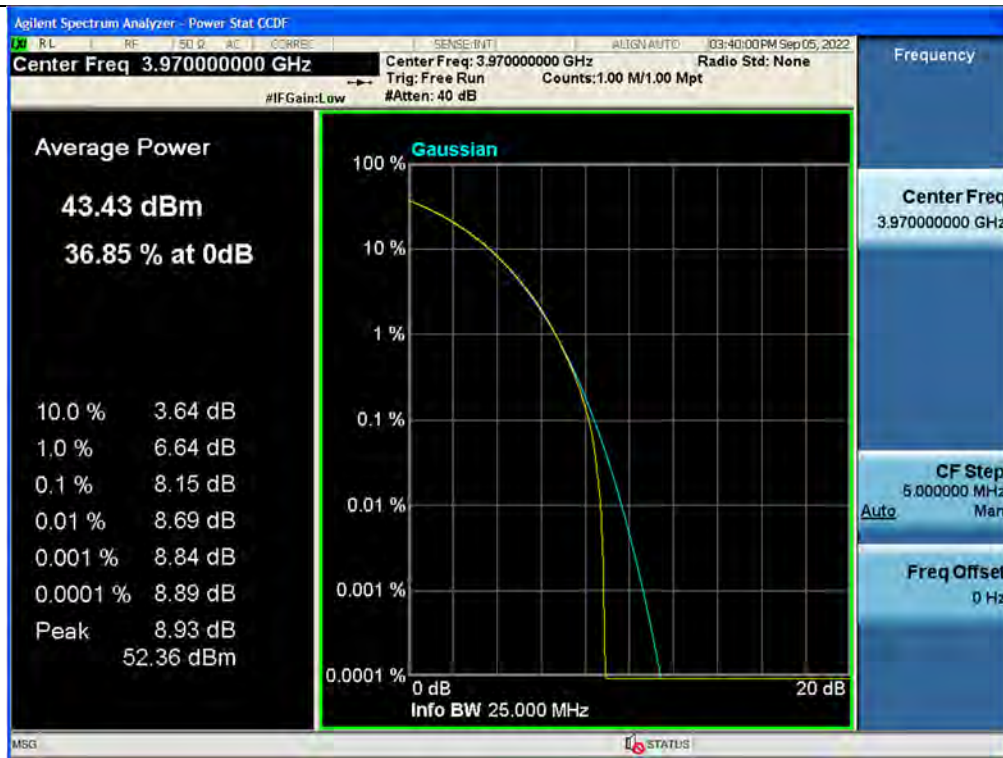 Agilent Spectrum Analyzer - Power Stat CCDF
LXI RL RF 50 Ω AC CORREC SENSE:INT ALIGN AUTO 03:40:00 PM Sep 05, 2022
Center Freq 3.970000000 GHz
Center Freq: 3.970000000 GHz Radio Std: None
Trig: Free Run Counts:1.00 M/1.00 Mpt
#IFGain:Low #Atten: 40 dB
Frequency
Average Power
43.43 dBm
36.85 % at 0dB
10.0 % 3.64 dB
1.0 % 6.64 dB
0.1 % 8.15 dB
0.01 % 8.69 dB
0.001 % 8.84 dB
0.0001 % 8.89 dB
Peak 8.93 dB
52.36 dBm
Gaussian
100 %
10 %
1 %
0.1 %
0.01 %
0.001 %
0.0001 %
0 dB 20 dB
Info BW 25.000 MHz
Center Freq
3.970000000 GHz
CF Step
5.000000 MHz
Auto Man
Freq Offset
0 Hz
MSG STATUS